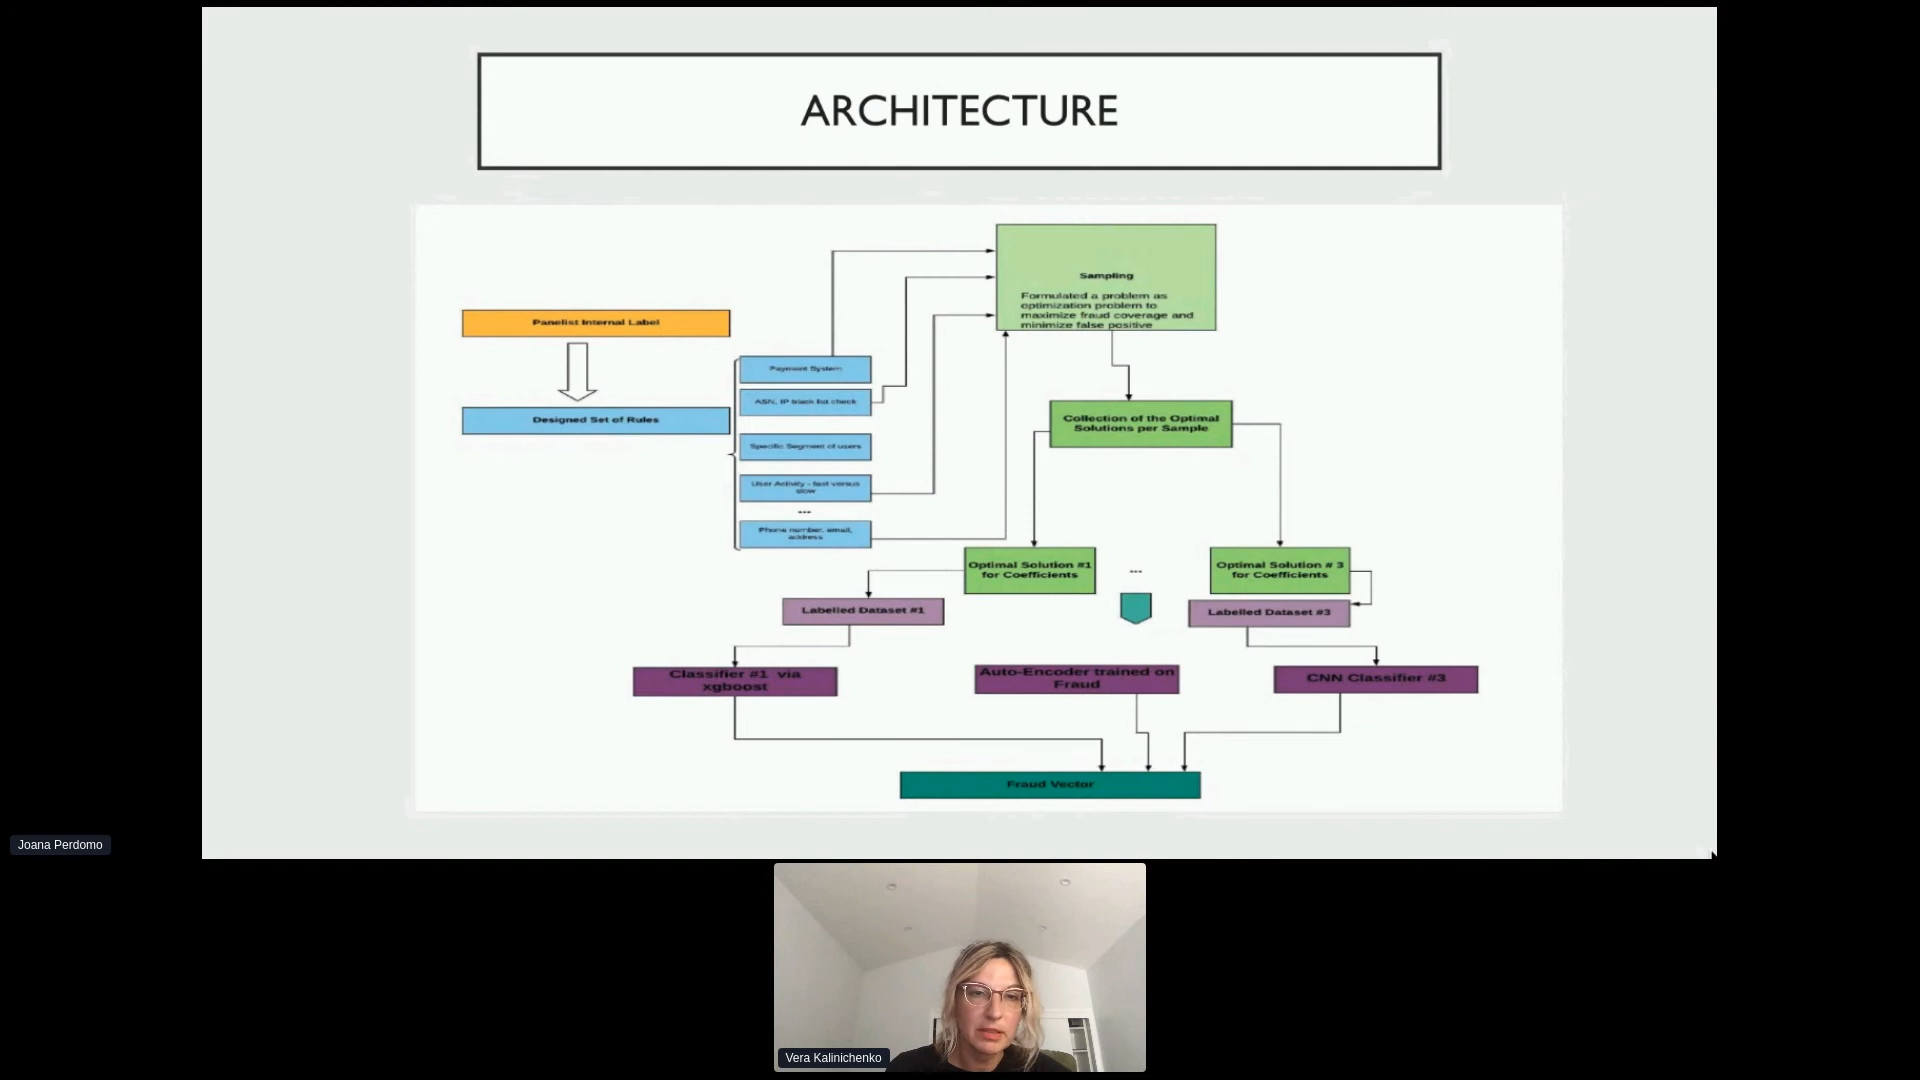 ARCHITECTURE
Sampling
Formulated a problem as
optimization problem to
maximize fraud coverage and
minimize false positive
Panelist Internal Label
Designed Set of Rules
Payment System
ASN, IP black list check
Specific Segment of users
User Activity - fast versus
slow
...
Phone number, email,
address
Collection of the Optimal
Solutions per Sample
Optimal Solution #1
for Coefficients
...
Optimal Solution # 3
for Coefficients
Labelled Dataset #1
Labelled Dataset #3
Classifier #1 via
xgboost
Auto-Encoder trained on
Fraud
CNN Classifier #3
Fraud Vector
Joana Perdomo
Vera Kalinichenko